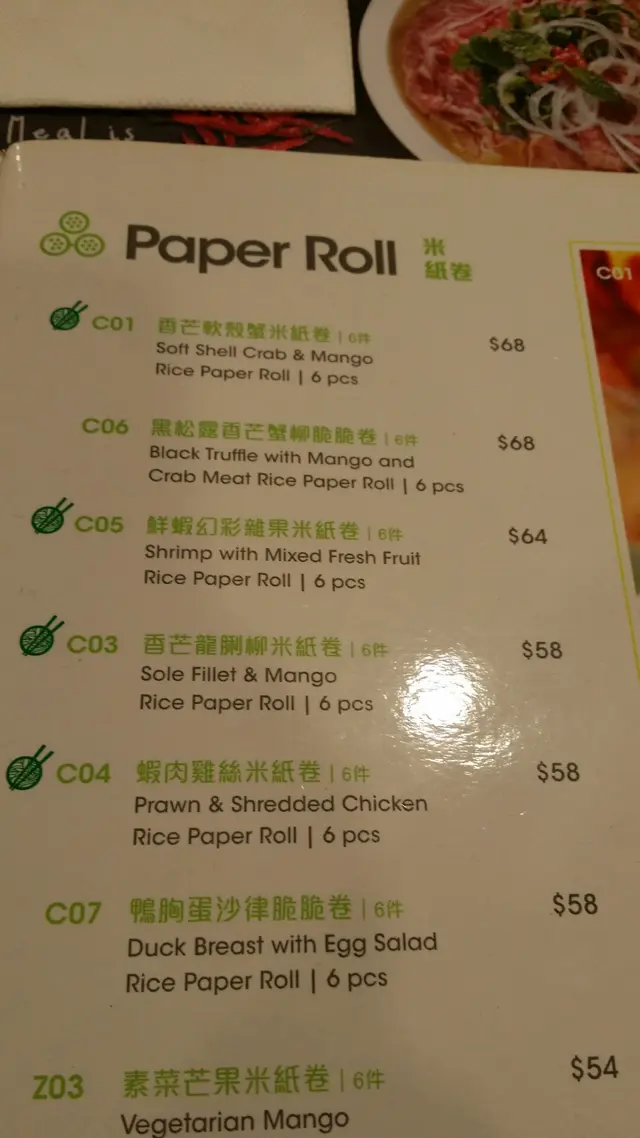 Meal is
Paper Roll 米
紙卷
C01
C01 香芒軟殼蟹米紙卷 | 6件
Soft Shell Crab & Mango
Rice Paper Roll | 6 pcs
$68
C06 黑松露香芒蟹柳脆脆卷 | 6件
Black Truffle with Mango and
Crab Meat Rice Paper Roll | 6 pcs
$68
C05 鮮蝦幻彩雜果米紙卷 | 6件
Shrimp with Mixed Fresh Fruit
Rice Paper Roll | 6 pcs
$64
C03 香芒龍脷柳米紙卷 | 6件
Sole Fillet & Mango
Rice Paper Roll | 6 pcs
$58
C04 蝦肉雞絲米紙卷 | 6件
Prawn & Shredded Chicken
Rice Paper Roll | 6 pcs
$58
C07 鴨胸蛋沙律脆脆卷 | 6件
Duck Breast with Egg Salad
Rice Paper Roll | 6 pcs
$58
Z03 素菜芒果米紙卷 | 6件
Vegetarian Mango
$54